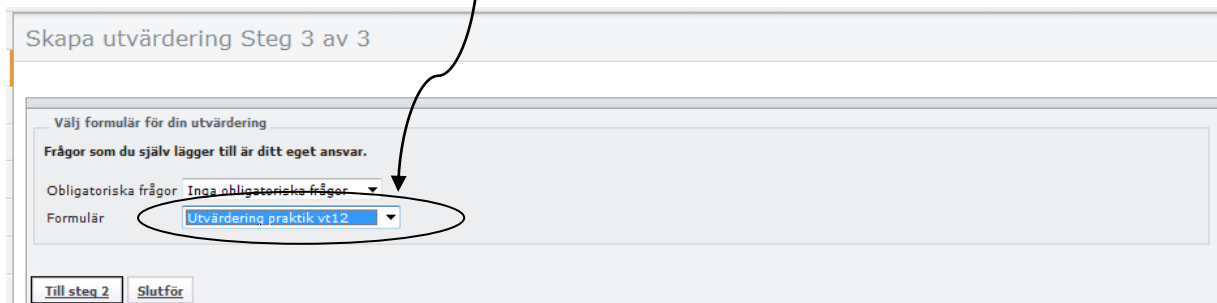 Skapa utvärdering Steg 3 av 3
Välj formulär för din utvärdering
Frågor som du själv lägger till är ditt eget ansvar.
Obligatoriska frågor Inga obligatoriska frågor
Formulär Utvärdering praktik vt12
Till steg 2 Slutför